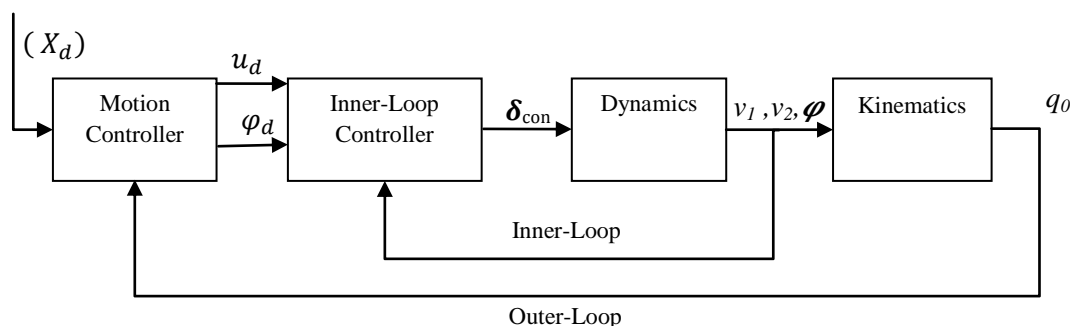 ( X_d)
u_d
φ_d
Motion
Controller
Inner-Loop
Controller
δ_con
Dynamics
v_1 ,v_2,φ
Kinematics
q_0
Inner-Loop
Outer-Loop